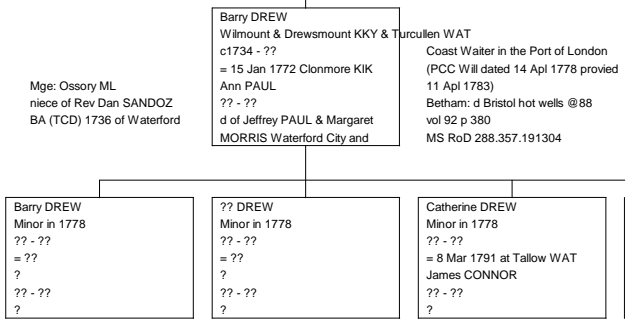 Barry DREW
Wilmount & Drewsmount KKY & Turcullen WAT
c1734 - ??
= 15 Jan 1772 Clonmore KIK
Ann PAUL
?? - ??
d of Jeffrey PAUL & Margaret
MORRIS Waterford City and
Mge: Ossory ML
niece of Rev Dan SANDOZ
BA (TCD) 1736 of Waterford
Coast Waiter in the Port of London
(PCC Will dated 14 Apl 1778 provied
11 Apl 1783)
Betham: d Bristol hot wells @88
vol 92 p 380
MS RoD 288.357.191304
Barry DREW
Minor in 1778
?? - ??
= ??
?
?? - ??
?
?? DREW
Minor in 1778
?? - ??
= ??
?
?? - ??
?
Catherine DREW
Minor in 1778
?? - ??
= 8 Mar 1791 at Tallow WAT
James CONNOR
?? - ??
?